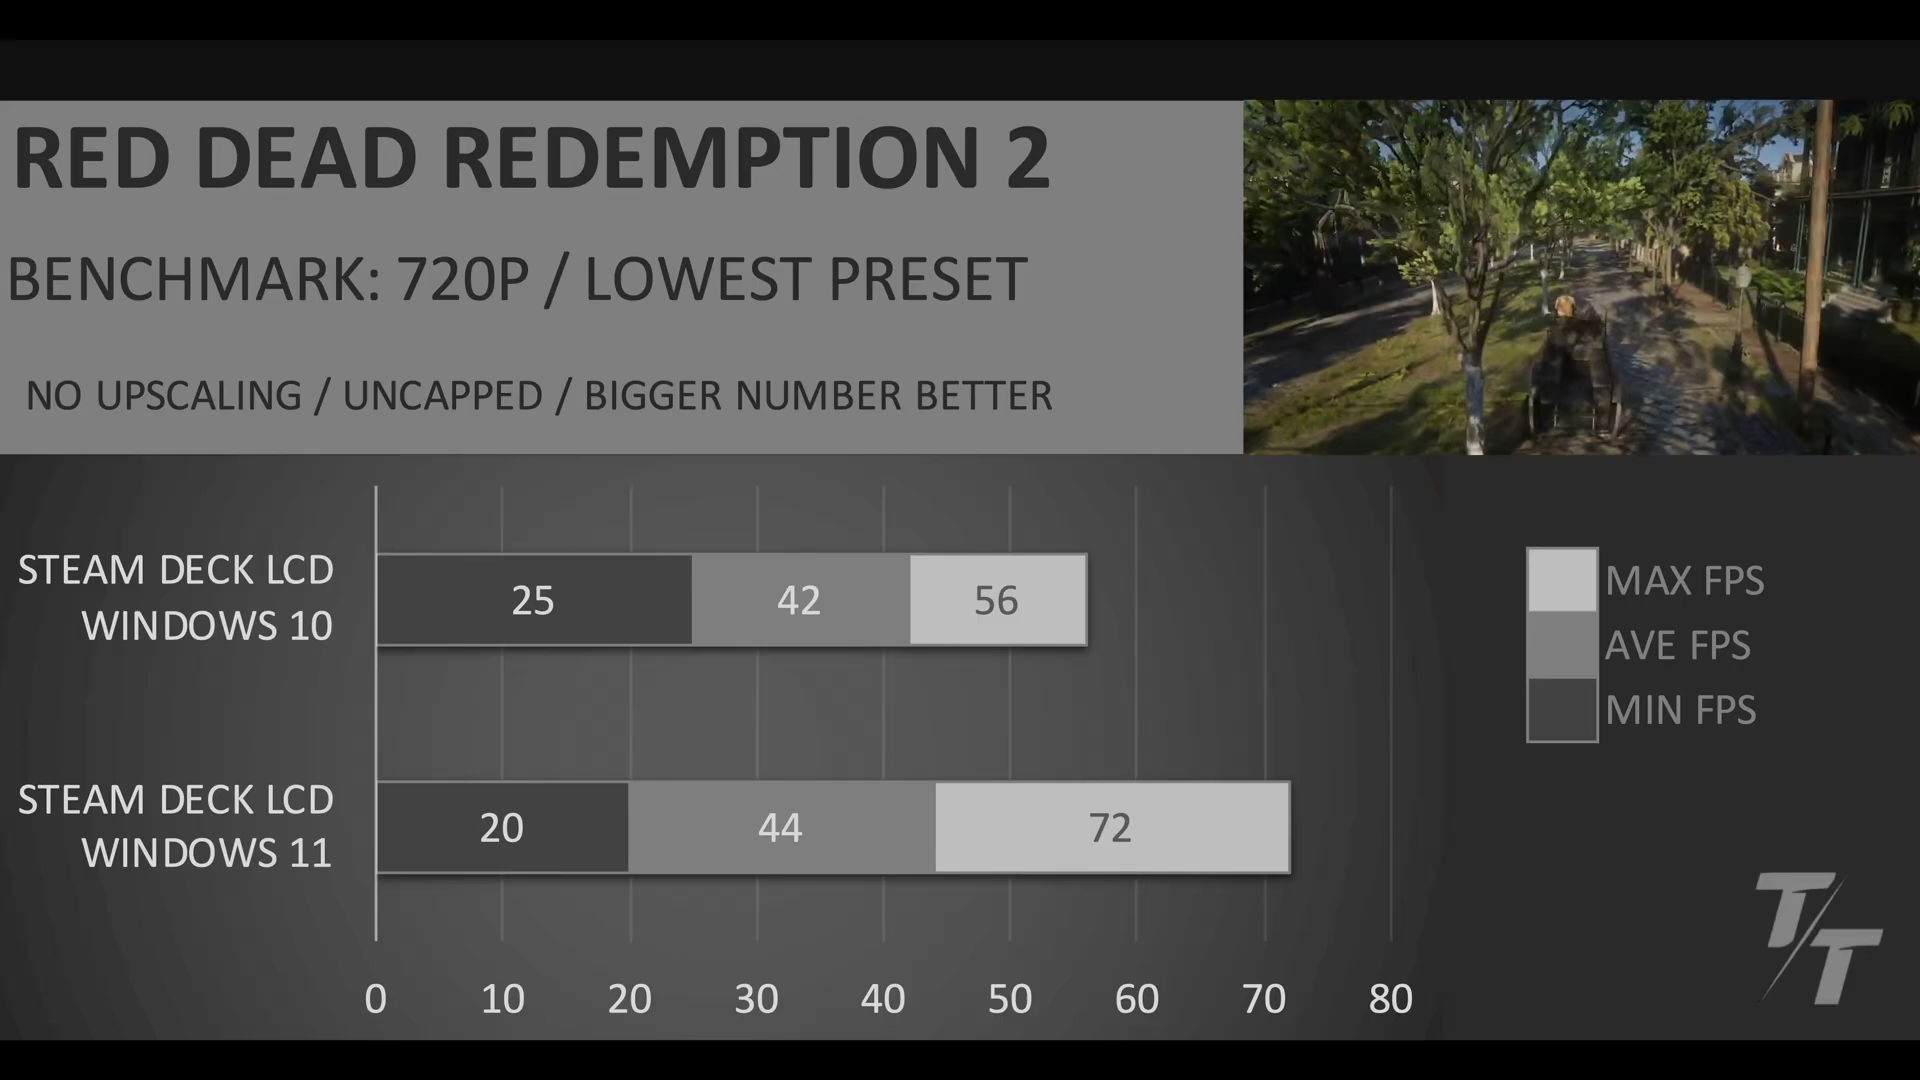 RED DEAD REDEMPTION 2
BENCHMARK: 720P / LOWEST PRESET
NO UPSCALING / UNCAPPED / BIGGER NUMBER BETTER
STEAM DECK LCD
WINDOWS 10
25
42
56
STEAM DECK LCD
WINDOWS 11
20
44
72
0 10 20 30 40 50 60 70 80
MAX FPS
AVE FPS
MIN FPS
T/T